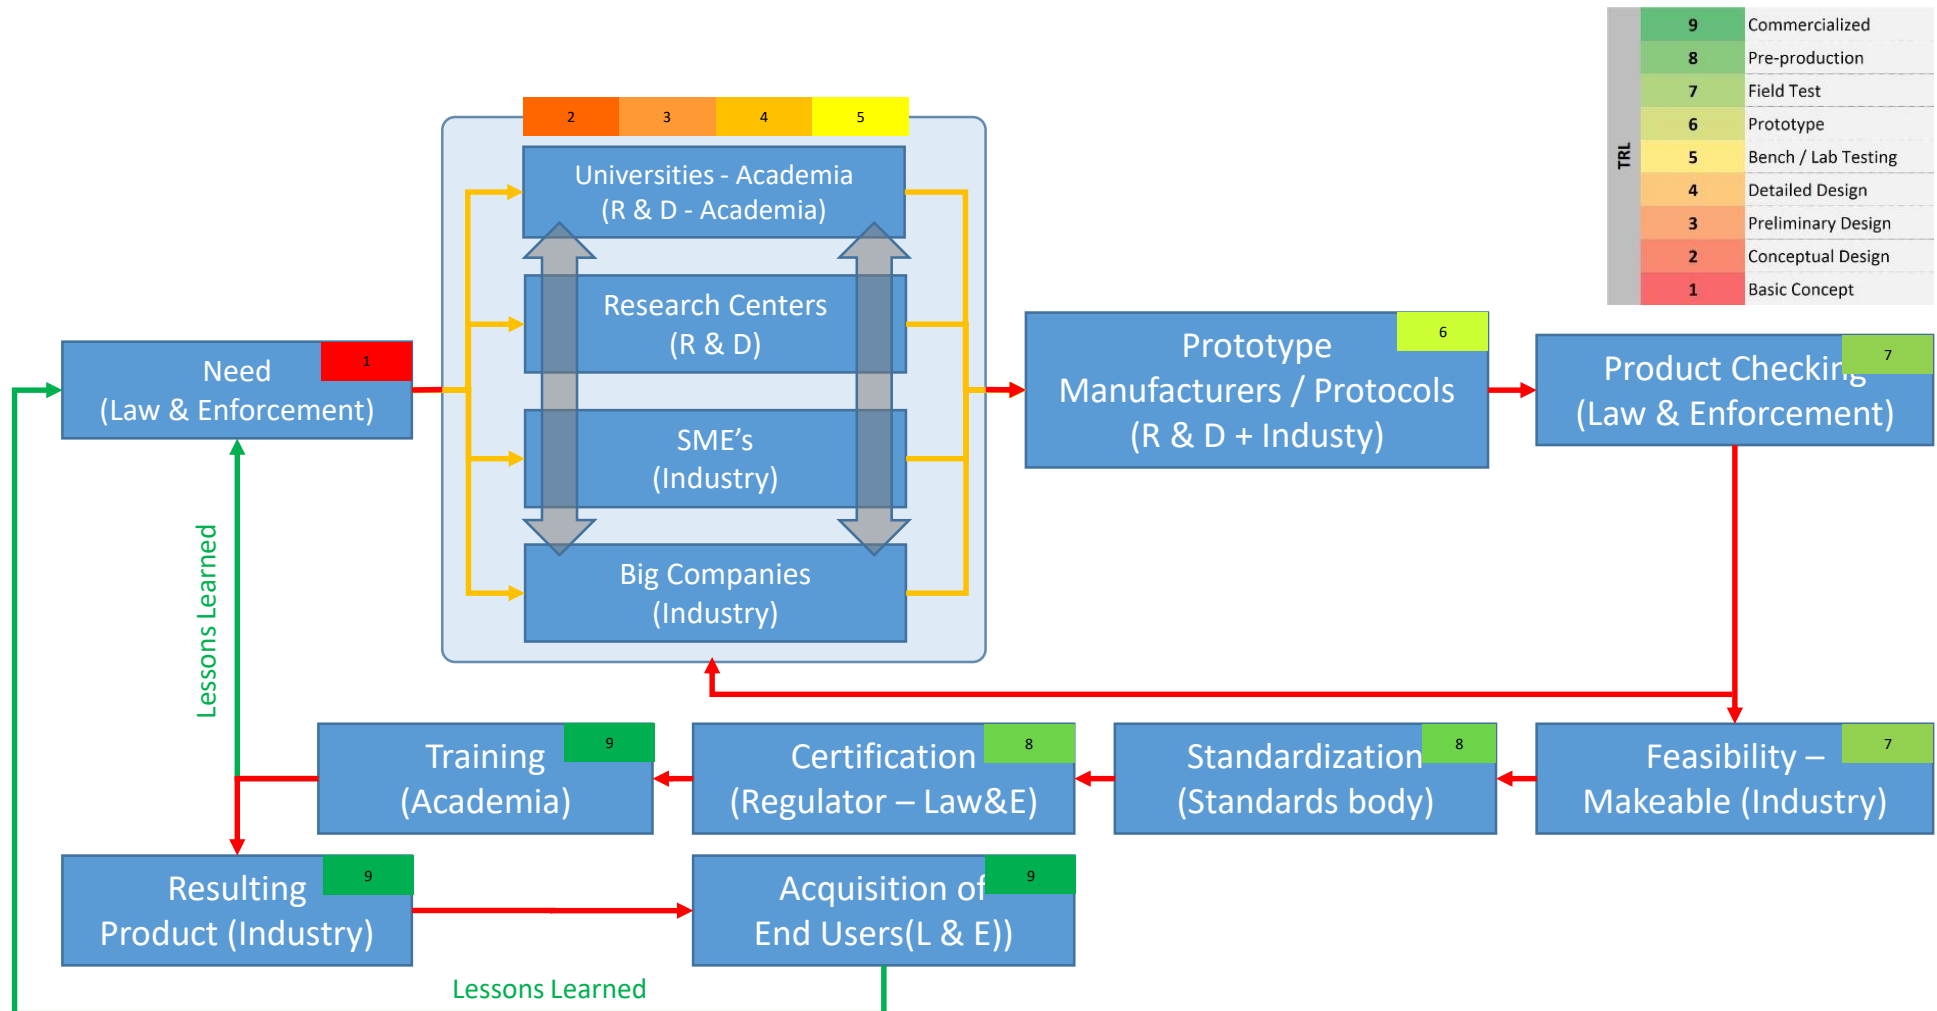 TRL
9 Commercialized
8 Pre-production
7 Field Test
6 Prototype
5 Bench / Lab Testing
4 Detailed Design
3 Preliminary Design
2 Conceptual Design
1 Basic Concept
2 3 4 5
Universities - Academia
(R & D - Academia)
Research Centers
(R & D)
SME's
(Industry)
Big Companies
(Industry)
1
Need
(Law & Enforcement)
6
Prototype
Manufacturers / Protocols
(R & D + Industy)
7
Product Checking
(Law & Enforcement)
7
Feasibility –
Makeable (Industry)
8
Standardization
(Standards body)
8
Certification
(Regulator – Law&E)
9
Training
(Academia)
Lessons Learned
9
Resulting
Product (Industry)
9
Acquisition of
End Users(L & E))
Lessons Learned